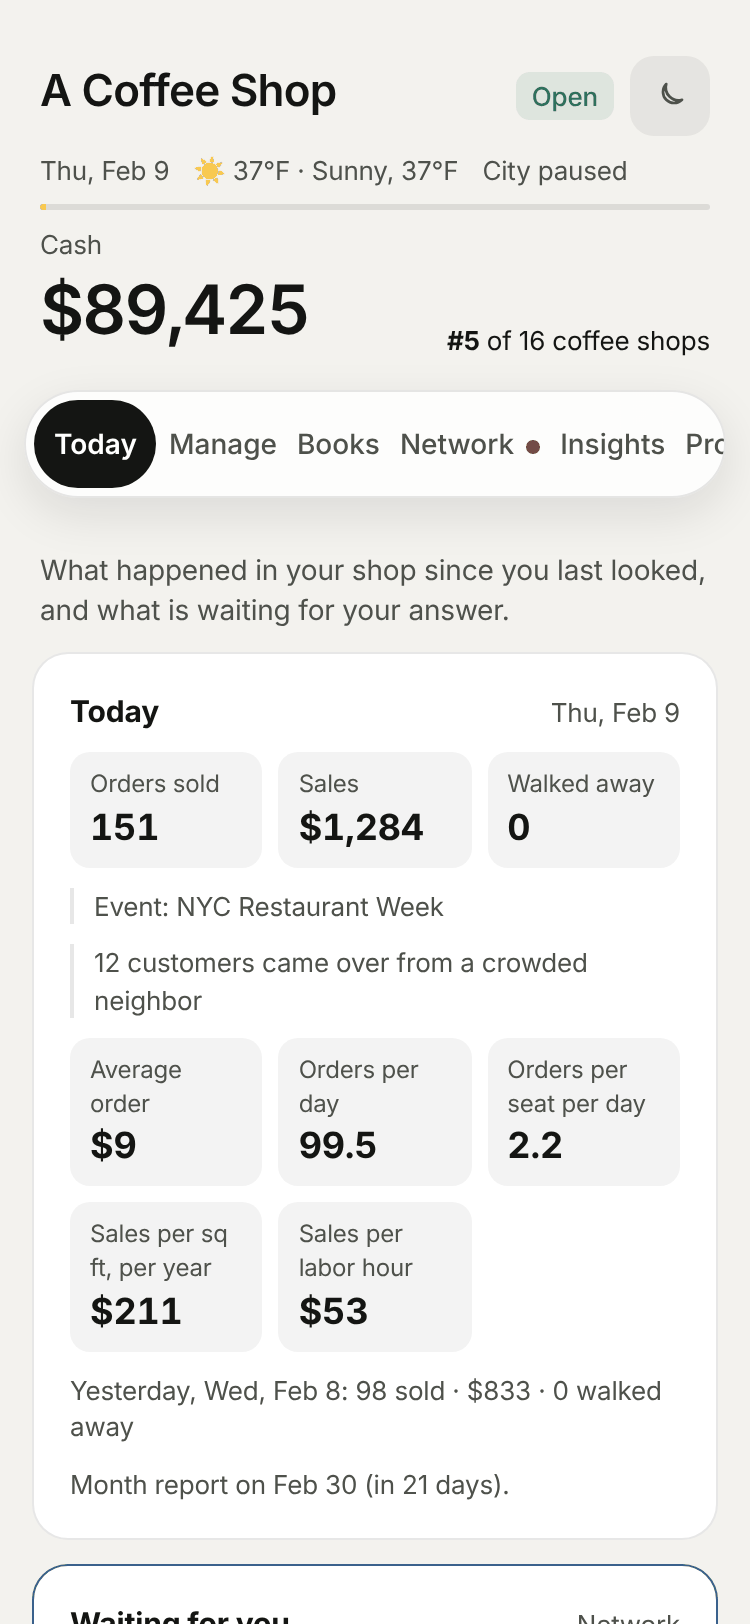 A Coffee Shop
Open
Thu, Feb 9 37°F · Sunny, 37°F City paused
Cash
$89,425
#5 of 16 coffee shops
Today Manage Books Network Insights Pro
What happened in your shop since you last looked,
and what is waiting for your answer.
Today
Thu, Feb 9
Orders sold
151
Sales
$1,284
Walked away
0
Event: NYC Restaurant Week
12 customers came over from a crowded
neighbor
Average
order
$9
Orders per
day
99.5
Orders per
seat per day
2.2
Sales per sq
ft, per year
$211
Sales per
labor hour
$53
Yesterday, Wed, Feb 8: 98 sold · $833 · 0 walked
away
Month report on Feb 30 (in 21 days).
Waiting for you
Network